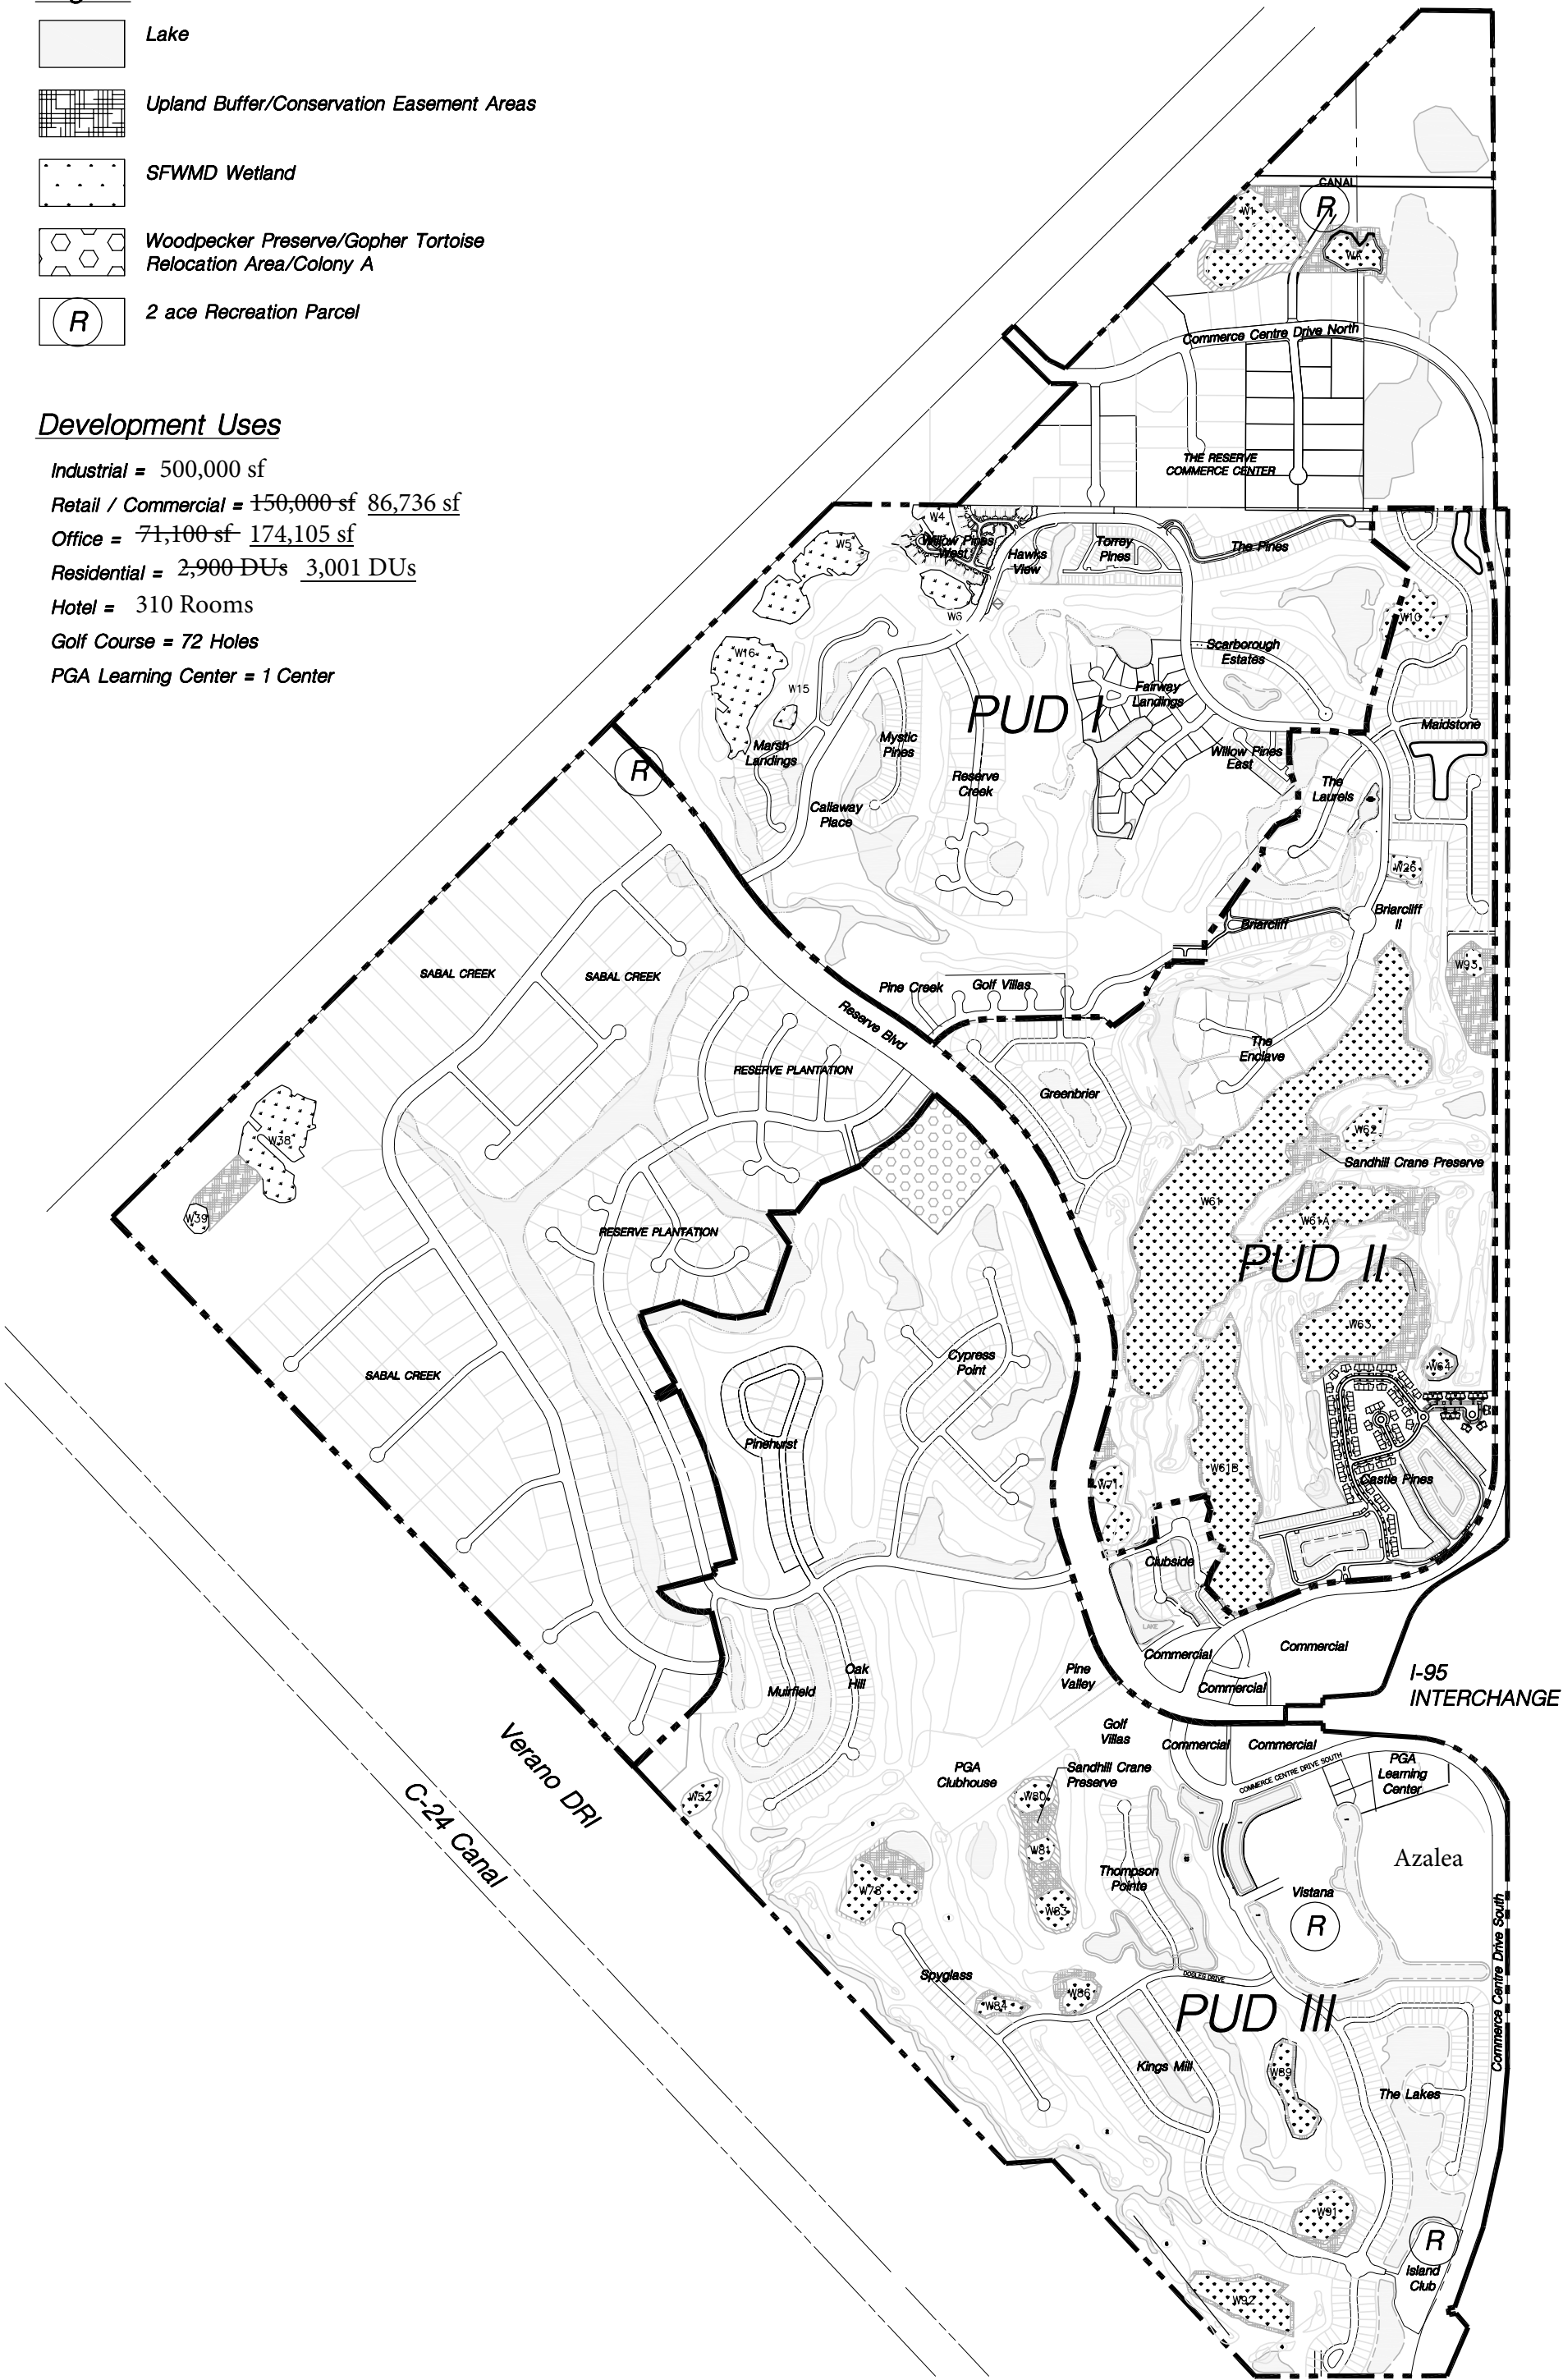 Lake
Upland Buffer/Conservation Easement Areas
SFWMD Wetland
Woodpecker Preserve/Gopher Tortoise
Relocation Area/Colony A
R
2 ace Recreation Parcel
Development Uses
Industrial = 500,000 sf
Retail / Commercial = 150,000 sf 86,736 sf
Office = 71,100 sf 174,105 sf
Residential = 2,900 DUs 3,001 DUs
Hotel = 310 Rooms
Golf Course = 72 Holes
PGA Learning Center = 1 Center
CANAL
R
W1
Commerce Centre Drive North
THE RESERVE
COMMERCE CENTER
W4
W5
Willow Pines
West
Hawks
View
Torrey
Pines
The Pines
W6
W10
W16
W15
Scarborough
Estates
PUD I
Fairway
Landings
Maidstone
Marsh
Landings
Mystic
Pines
Willow Pines
East
R
Reserve
Creek
The
Laurels
Callaway
Place
W26
Briarcliff
Briarcliff
II
SABAL CREEK
SABAL CREEK
W93
Pine Creek
Golf Villas
Reserve Blvd
The
Enclave
RESERVE PLANTATION
Greenbrier
W38
W62
Sandhill Crane Preserve
W39
W61
W61A
RESERVE PLANTATION
PUD II
W63
Cypress
Point
W64
SABAL CREEK
Pinehurst
W61B
W71
Castle Pines
Clubside
LAKE
Commercial
Commercial
Commercial
I-95
INTERCHANGE
Oak
Hill
Pine
Valley
Muirfield
Golf
Villas
Commercial
Commercial
Verano DRI
C-24 Canal
COMMERCE CENTRE DRIVE SOUTH
PGA
Learning
Center
PGA
Clubhouse
Sandhill Crane
Preserve
W52
W80
W81
Azalea
Thompson
Pointe
W78
W83
Vistana
R
Commerce Centre Drive South
Spyglass
W84
W86
PUD III
Kings Mill
W89
The Lakes
W91
R
Island
Club
W92